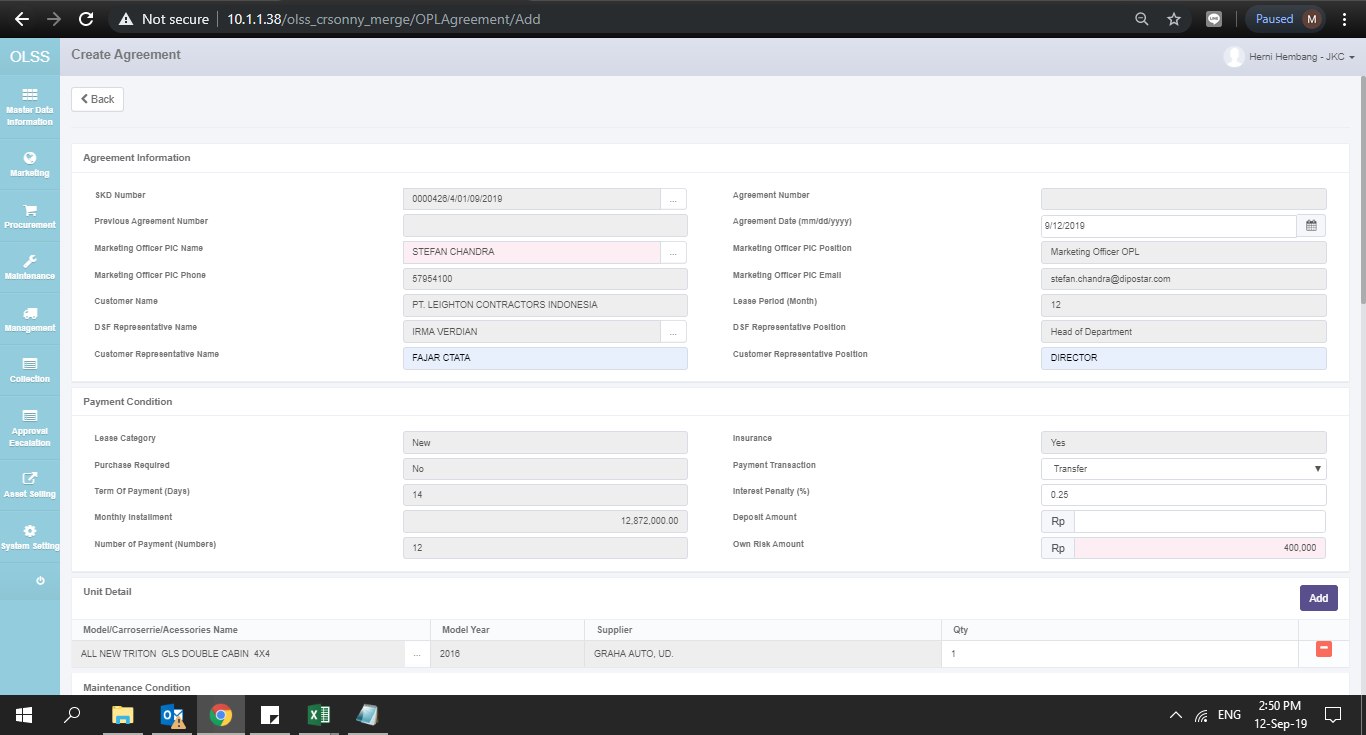 Not secure | 10.1.1.38/olss_crsonny_merge/OPLAgreement/Add
Paused M
OLSS
Create Agreement
Herni Hembang - JKC
Back
Master Data
Information
Marketing
Procurement
Maintenance
Management
Collection
Approval
Escalation
Asset Selling
System Setting
Agreement Information
SKD Number 0000426/4/01/09/2019 ... Agreement Number
Previous Agreement Number Agreement Date (mm/dd/yyyy) 9/12/2019
Marketing Officer PIC Name STEFAN CHANDRA ... Marketing Officer PIC Position Marketing Officer OPL
Marketing Officer PIC Phone 57954100 Marketing Officer PIC Email stefan.chandra@dipostar.com
Customer Name PT. LEIGHTON CONTRACTORS INDONESIA Lease Period (Month) 12
DSF Representative Name IRMA VERDIAN ... DSF Representative Position Head of Department
Customer Representative Name FAJAR CTATA Customer Representative Position DIRECTOR
Payment Condition
Lease Category New Insurance Yes
Purchase Required No Payment Transaction Transfer
Term Of Payment (Days) 14 Interest Penalty (%) 0.25
Monthly Installment 12,872,000.00 Deposit Amount Rp
Number of Payment (Numbers) 12 Own Risk Amount Rp 400,000
Unit Detail
Add
Model/Carroserrie/Acessories Name Model Year Supplier Qty
ALL NEW TRITON GLS DOUBLE CABIN 4X4 ... 2016 GRAHA AUTO, UD. 1
Maintenance Condition
ENG
2:50 PM
12-Sep-19